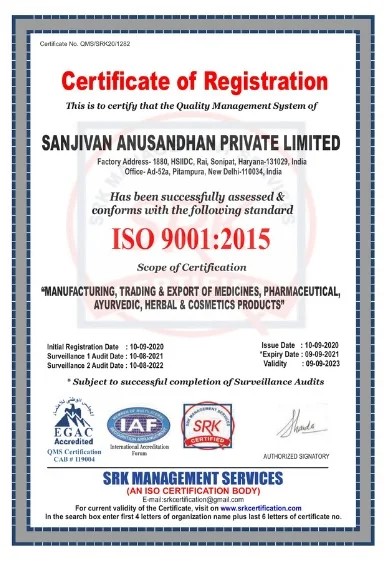 Certificate No. QMS/SRK20/1282
Certificate of Registration
This is to certify that the Quality Management System of
SANJIVAN ANUSANDHAN PRIVATE LIMITED
Factory Address- 1880, HSIIDC, Rai, Sonipat, Haryana-131029, India
Office- Ad-52a, Pitampura, New Delhi-110034, India
Has been successfully assessed &
conforms with the following standard
ISO 9001:2015
Scope of Certification
“MANUFACTURING, TRADING & EXPORT OF MEDICINES, PHARMACEUTICAL,
AYURVEDIC, HERBAL & COSMETICS PRODUCTS”
Initial Registration Date : 10-09-2020
Surveillance 1 Audit Date : 10-08-2021
Surveillance 2 Audit Date : 10-08-2022
Issue Date : 10-09-2020
*Expiry Date : 09-09-2021
Validity : 09-09-2023
* Subject to successful completion of Surveillance Audits
EGAC
Accredited
QMS Certification
CAB # 119004
IAF
International Accreditation
Forum
SRK MANAGEMENT SERVICES
SRK
CERTIFIED
AUTHORIZED SIGNATORY
SRK MANAGEMENT SERVICES
(AN ISO CERTIFICATION BODY)
E-mail:srkcertification@gmail.com
For current validity of the Certificate, visit on www.srkcertification.com
In the search box enter first 4 letters of organization name plus last 6 letters of certificate no.